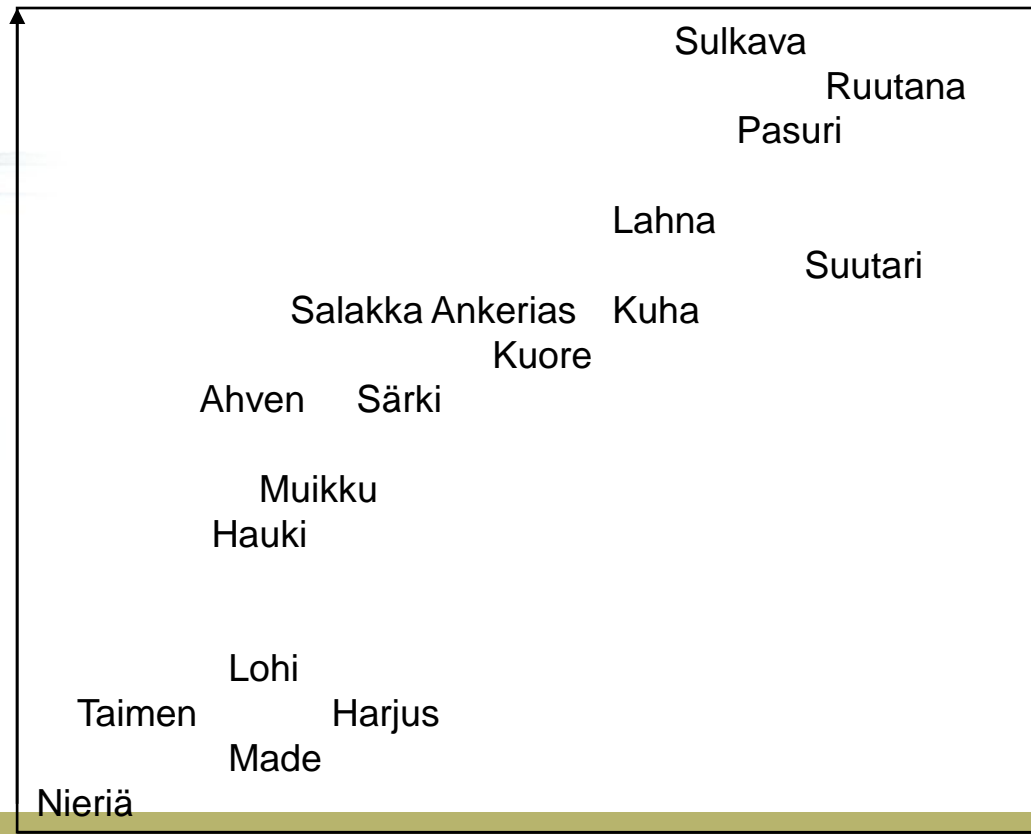 Sulkava
Ruutana
Pasuri
Lahna
Suutari
Salakka Ankerias Kuha
Kuore
Ahven Särki
Muikku
Hauki
Lohi
Taimen Harjus
Made
Nieriä